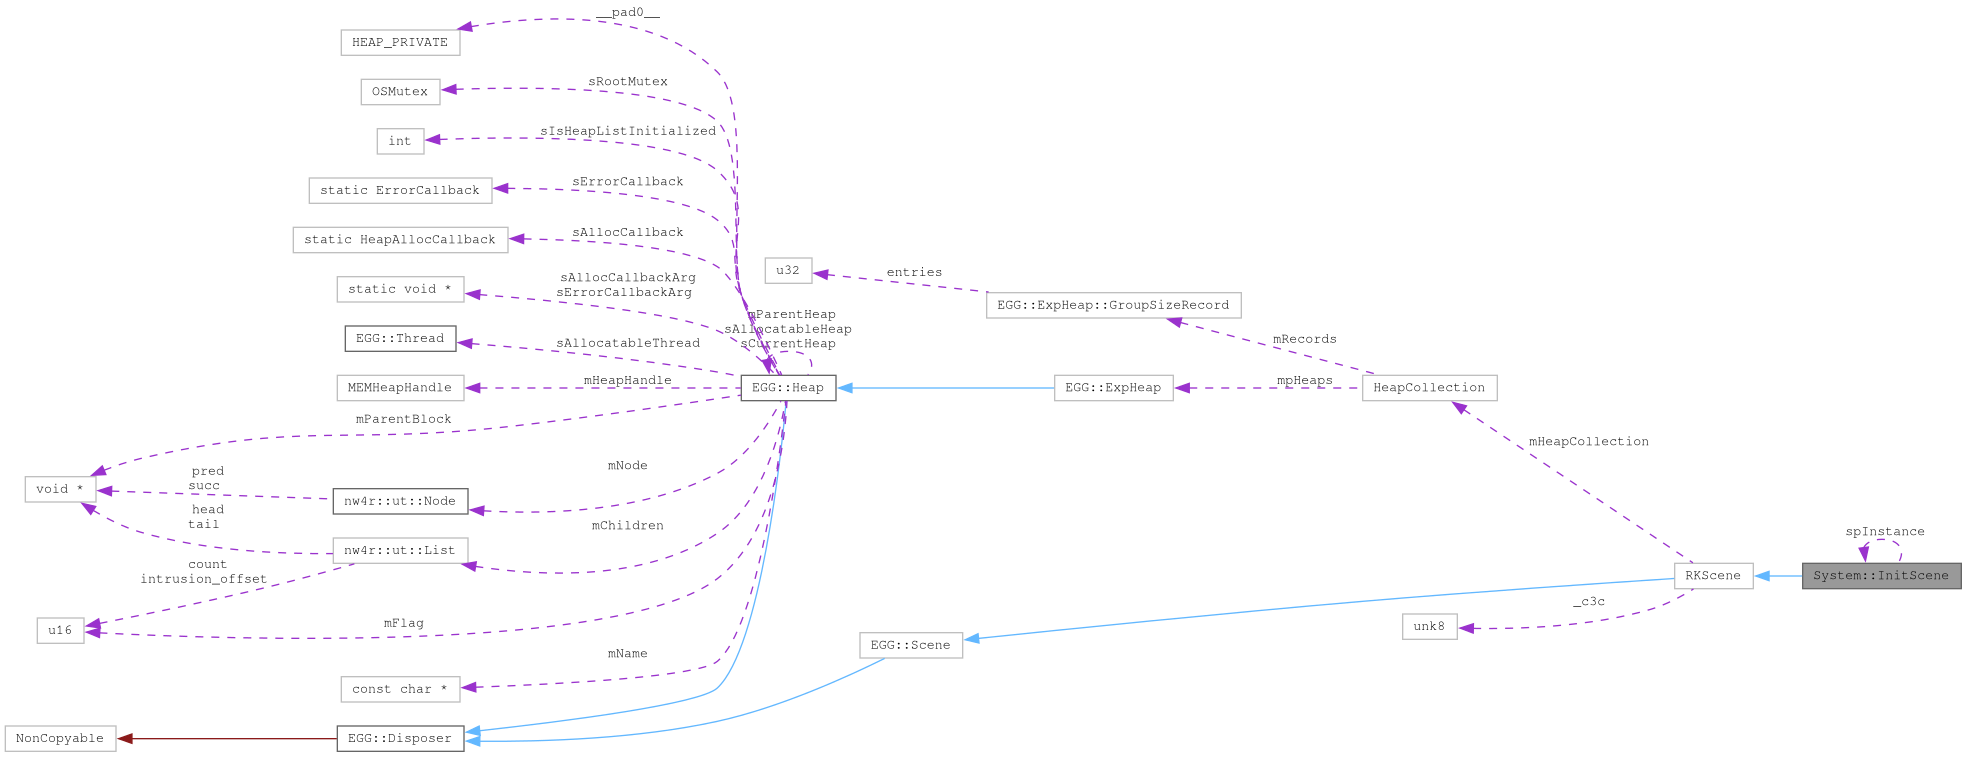 __pad0__
HEAP_PRIVATE
sRootMutex
OSMutex
sIsHeapListInitialized
int
sErrorCallback
static ErrorCallback
sAllocCallback
static HeapAllocCallback
sAllocCallbackArg
sErrorCallbackArg
static void *
u32
entries
EGG::ExpHeap::GroupSizeRecord
mParentHeap
sAllocatableHeap
sCurrentHeap
EGG::Thread
sAllocatableThread
mRecords
MEMHeapHandle
mHeapHandle
EGG::Heap
EGG::ExpHeap
mpHeaps
HeapCollection
mParentBlock
mHeapCollection
mNode
pred
succ
void *
nw4r::ut::Node
head
tail
mChildren
spInstance
nw4r::ut::List
count
intrusion_offset
RKScene
System::InitScene
_c3c
u16
mFlag
unk8
EGG::Scene
mName
const char *
NonCopyable
EGG::Disposer